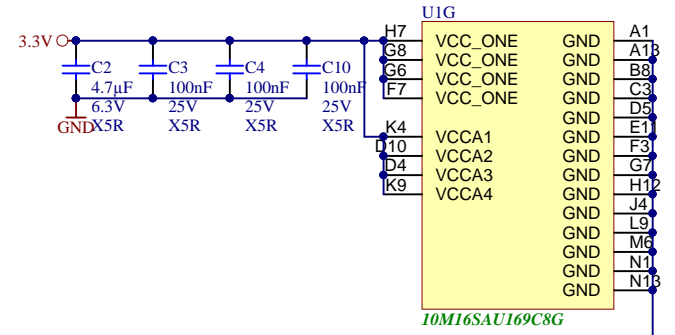 U1G
3.3V
C2
4.7µF
6.3V
X5R
C3
100nF
25V
X5R
C4
100nF
25V
X5R
C10
100nF
25V
X5R
GND
H7 VCC_ONE GND A1
G8 VCC_ONE GND A13
G6 VCC_ONE GND B8
F7 VCC_ONE GND C3
GND D5
K4 VCCA1 GND E11
D10 VCCA2 GND F3
D4 VCCA3 GND G7
K9 VCCA4 GND H12
GND J4
GND L9
GND M6
GND N1
GND N13
10M16SAU169C8G